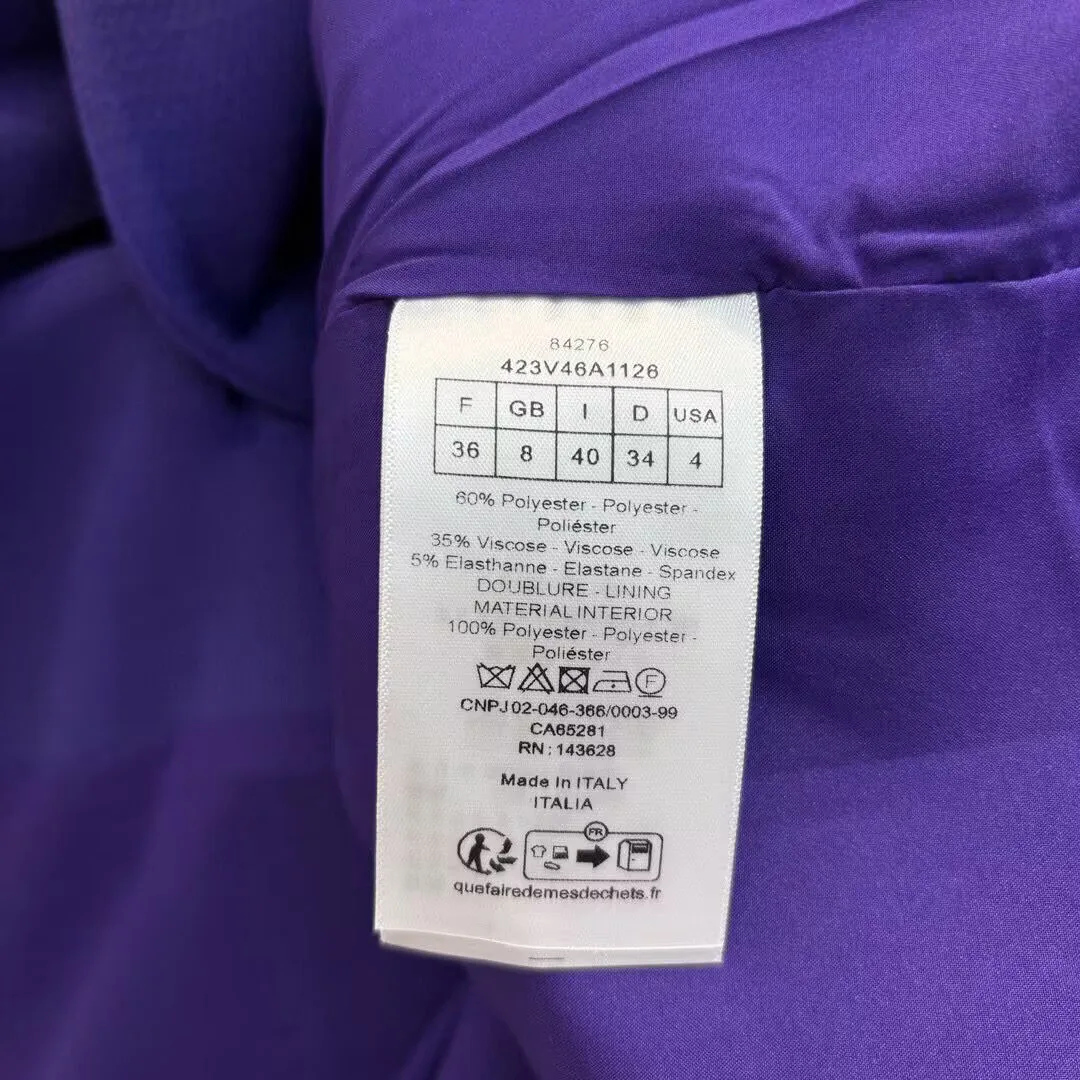 84276
423V46A1126
F GB I D USA
36 8 40 34 4
60% Polyester - Polyester -
Poliéster
35% Viscose - Viscose - Viscose
5% Elasthanne - Elastane - Spandex
DOUBLURE - LINING
MATERIAL INTERIOR
100% Polyester - Polyester -
Poliéster
F
CNPJ 02-046-366/0003-99
CA65281
RN : 143628
Made in ITALY
ITALIA
FR
quefairedemesdechets.fr